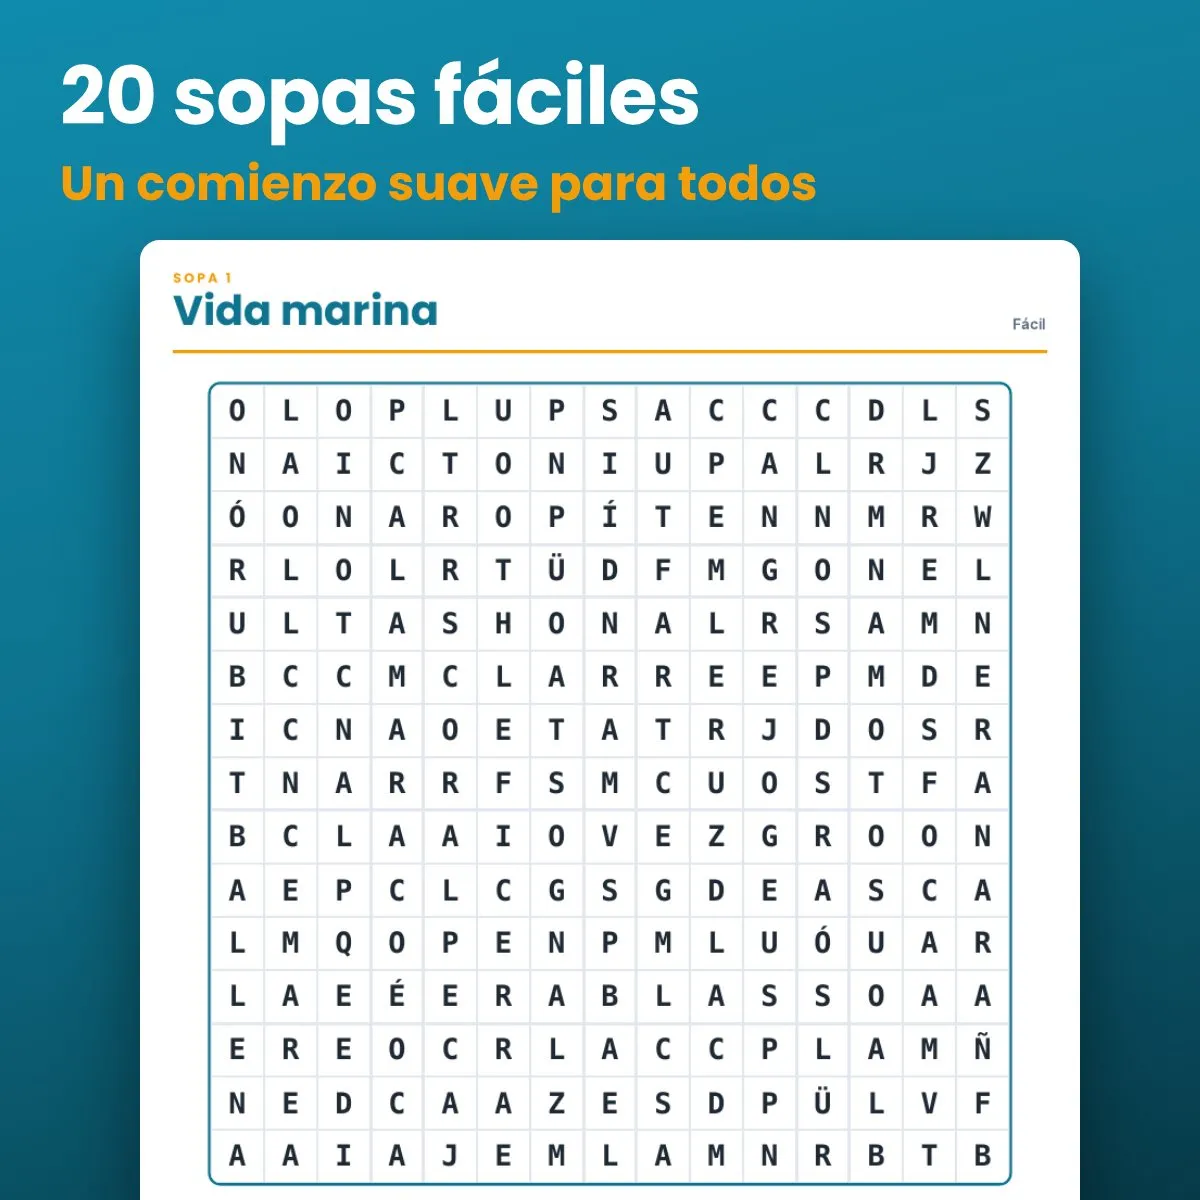 20 sopas fáciles
Un comienzo suave para todos
SOPA 1
Vida marina
Fácil
O L O P L U P S A C C C D L S
N A I C T O N I U P A L R J Z
Ó O N A R O P Í T E N N M R W
R L O L R T Ü D F M G O N E L
U L T A S H O N A L R S A M N
B C C M C L A R R E E P M D E
I C N A O E T A T R J D O S R
T N A R R F S M C U O S T F A
B C L A A I O V E Z G R O O N
A E P C L C G S G D E A S C A
L M Q O P E N P M L U Ó U A R
L A E É E R A B L A S S O A A
E R E O C R L A C C P L A M Ñ
N E D C A A Z E S D P Ü L V F
A A I A J E M L A M N R B T B